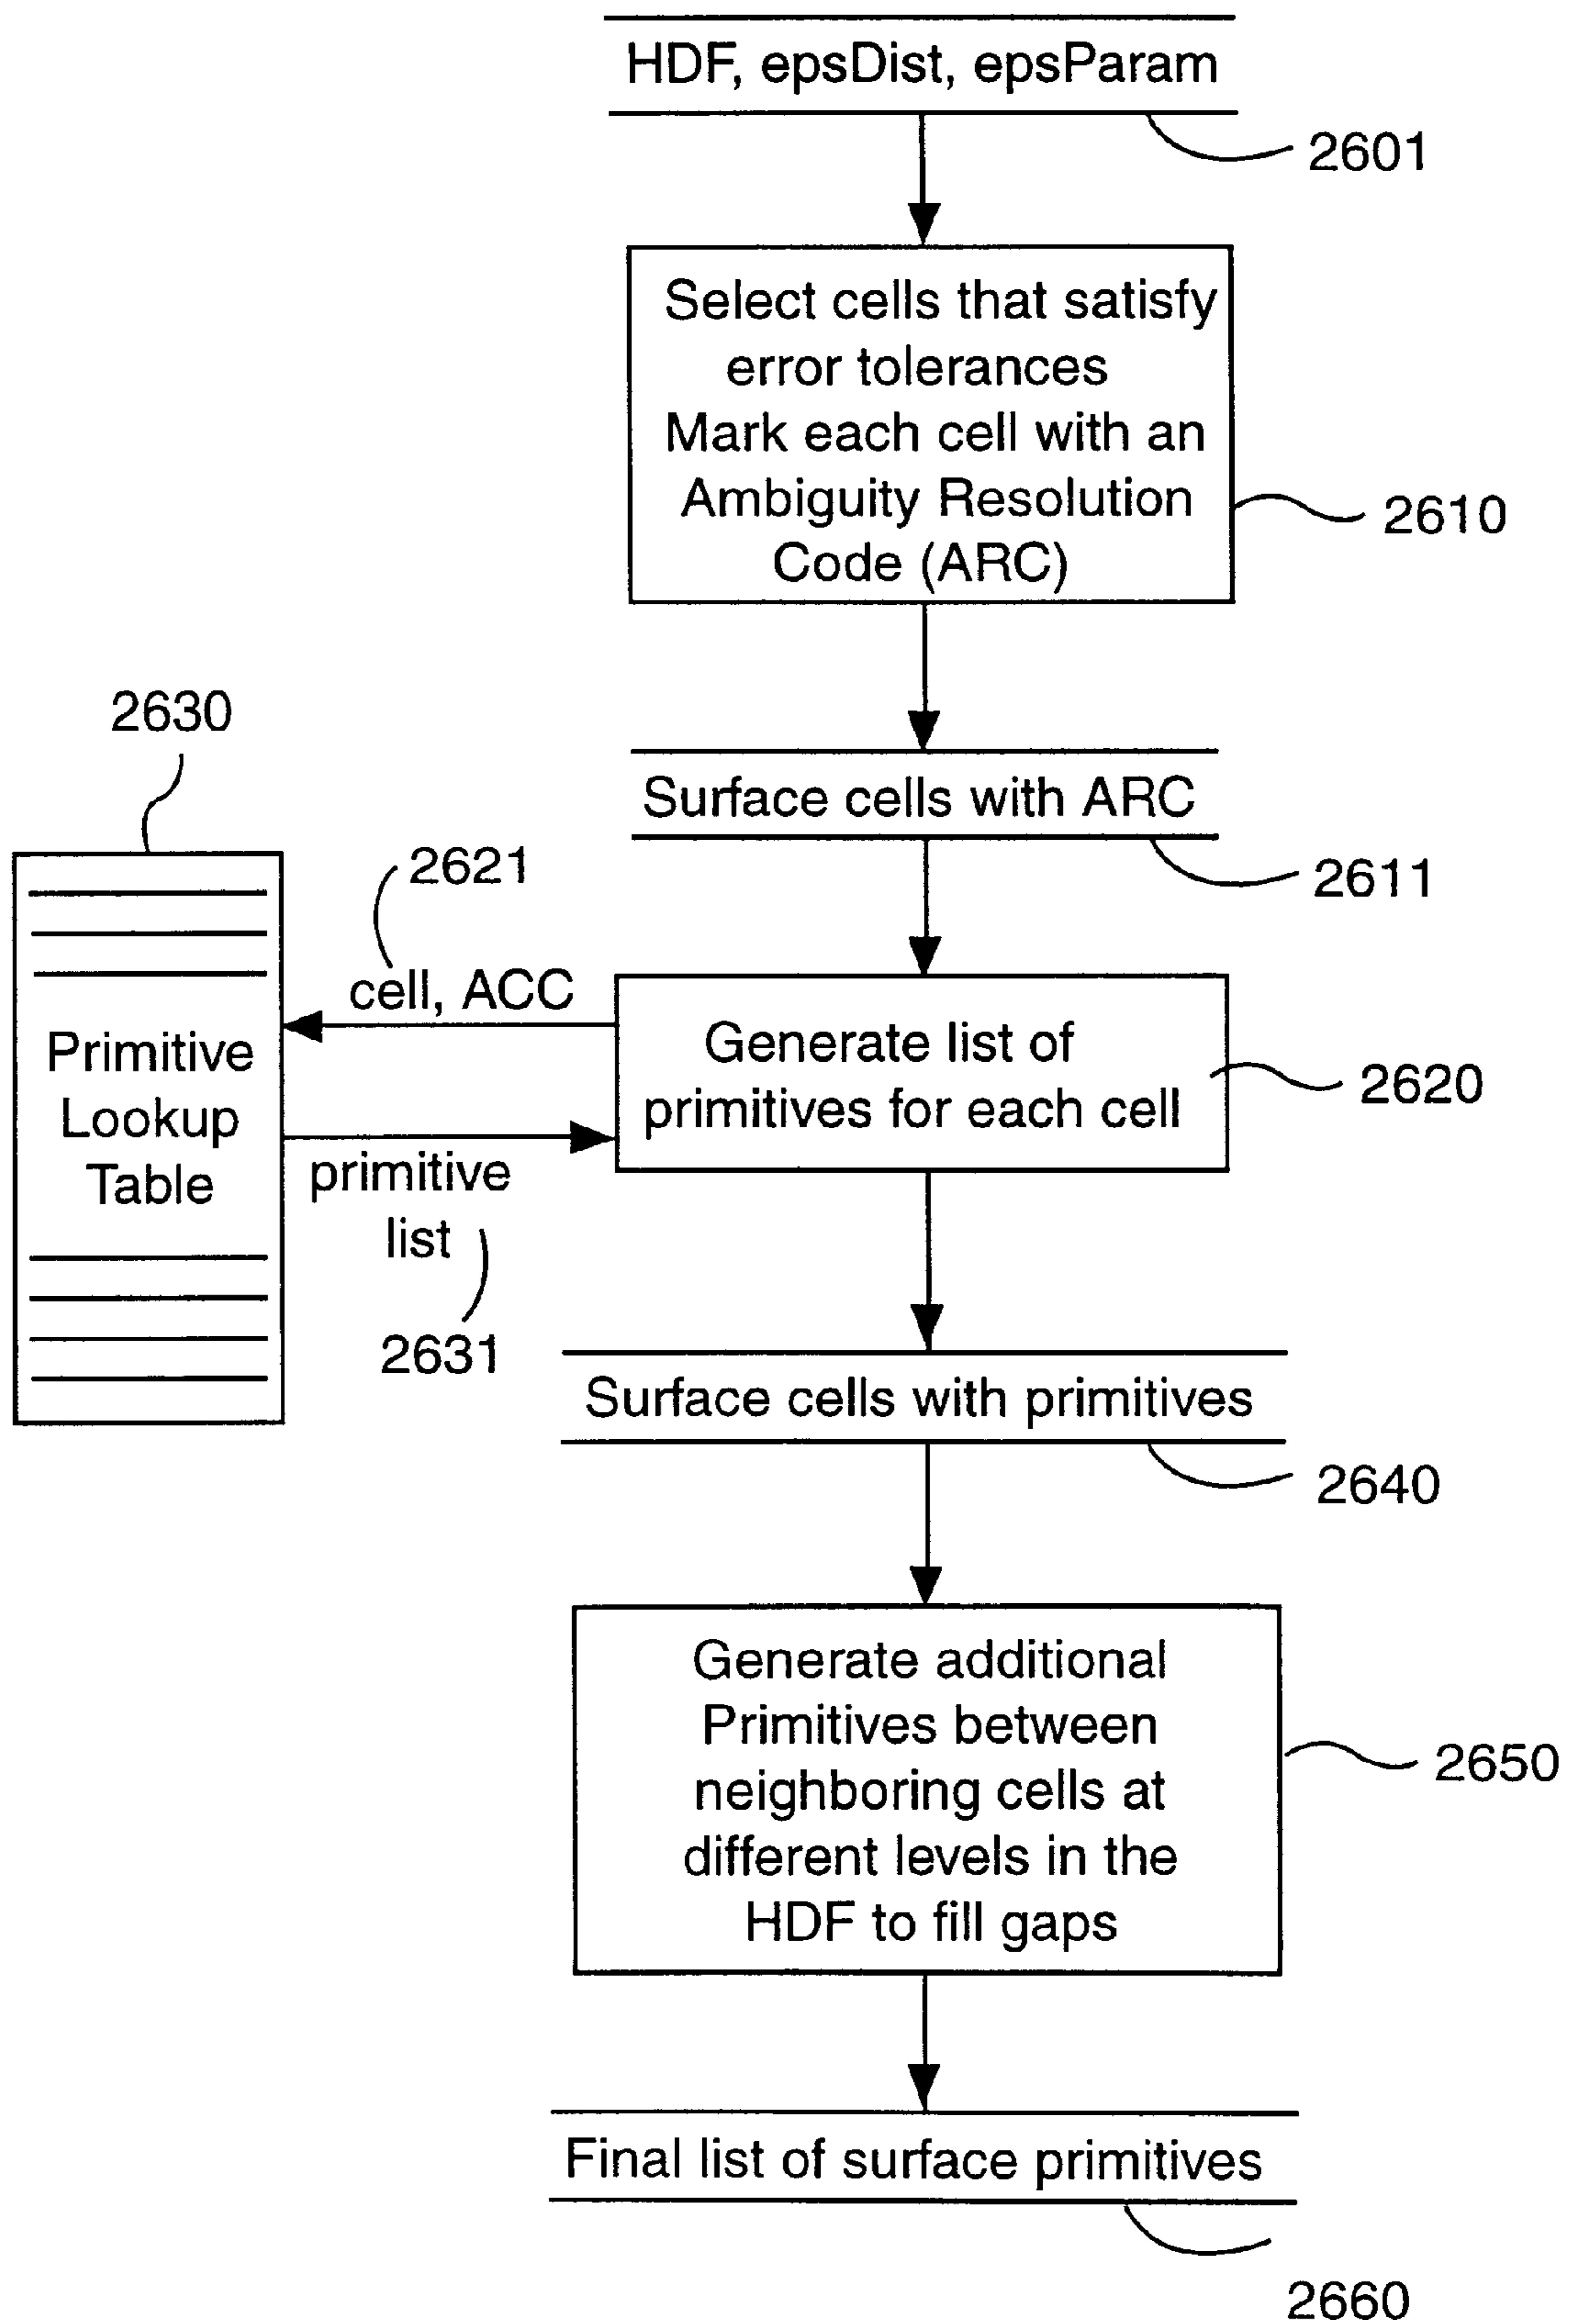 HDF, epsDist, epsParam
2601
Select cells that satisfy
error tolerances
Mark each cell with an
Ambiguity Resolution
Code (ARC)
2610
2630
Surface cells with ARC
2611
2621
cell, ACC
Primitive
Lookup
Table
Generate list of
primitives for each cell
2620
primitive
list
2631
Surface cells with primitives
2640
Generate additional
Primitives between
neighboring cells at
different levels in the
HDF to fill gaps
2650
Final list of surface primitives
2660